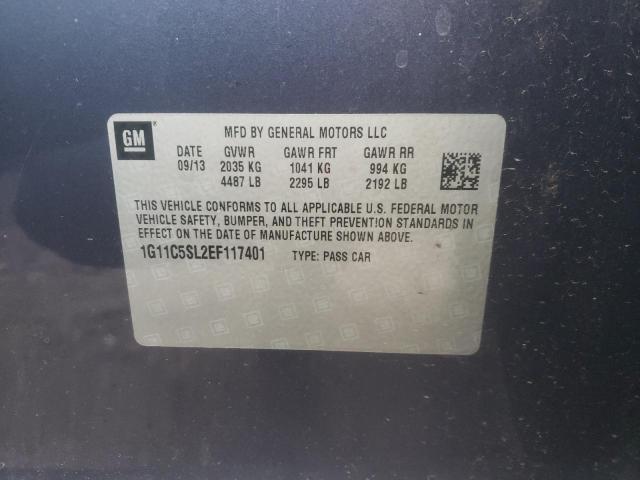 GM
MFD BY GENERAL MOTORS LLC
DATE GVWR GAWR FRT GAWR RR
09/13 2035 KG 1041 KG 994 KG
4487 LB 2295 LB 2192 LB
THIS VEHICLE CONFORMS TO ALL APPLICABLE U.S. FEDERAL MOTOR
VEHICLE SAFETY, BUMPER, AND THEFT PREVENTION STANDARDS
IN EFFECT ON THE DATE OF MANUFACTURE SHOWN ABOVE.
1G11C5SL2EF117401 TYPE: PASS CAR